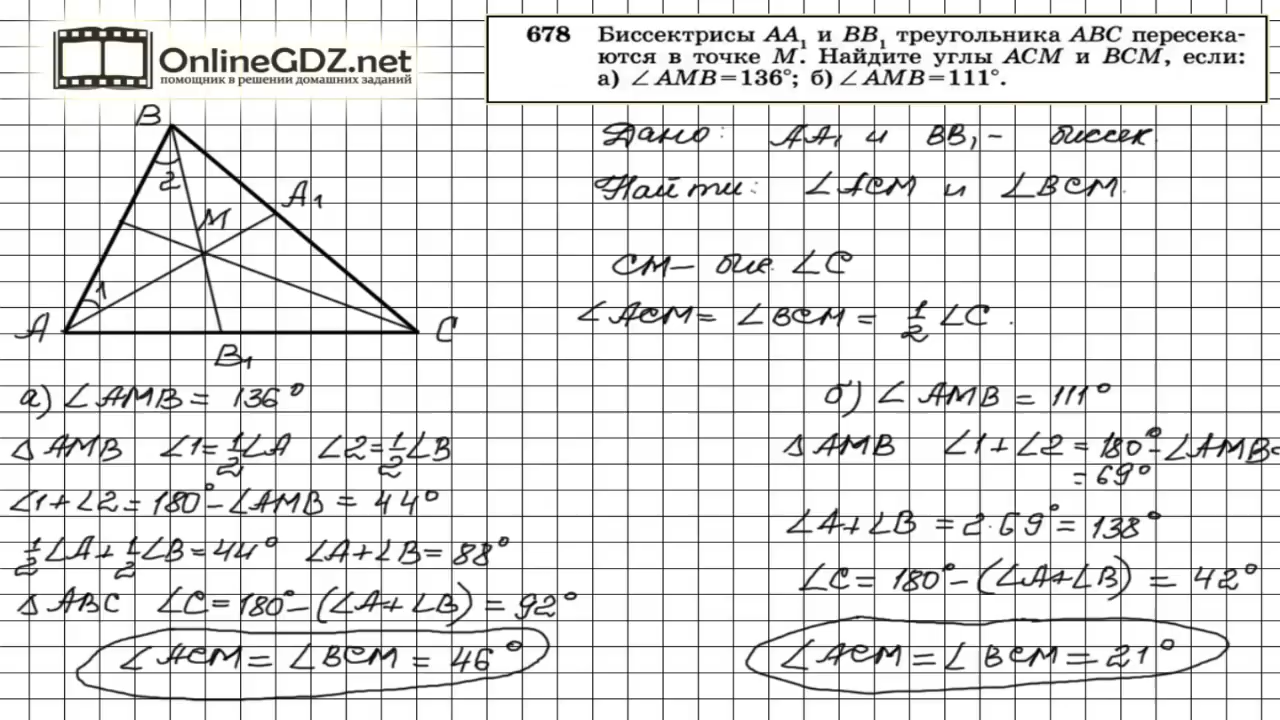 OnlineGDZ.net
помощник в решении домашних заданий
678 Биссектрисы AA₁ и BB₁ треугольника ABC пересека-
ются в точке M. Найдите углы ACM и BCM, если:
а) ∠AMB=136°; б) ∠AMB=111°.
B
2
M
A₁
1
A
B₁
C
Дано: AA₁ и BB₁ – биссек.
Найти: ∠ACM и ∠BCM.
CM – бис. ∠C
∠ACM = ∠BCM = 1/2 ∠C.
а) ∠AMB = 136°
△AMB ∠1 = 1/2 ∠A ∠2 = 1/2 ∠B
∠1 + ∠2 = 180° – ∠AMB = 44°
1/2 ∠A + 1/2 ∠B = 44° ∠A + ∠B = 88°
△ABC ∠C = 180° – (∠A + ∠B) = 92°
∠ACM = ∠BCM = 46°
б) ∠AMB = 111°
△AMB ∠1 + ∠2 = 180° – ∠AMB =
= 69°
∠A + ∠B = 2·69° = 138°
∠C = 180° – (∠A + ∠B) = 42°
∠ACM = ∠BCM = 21°